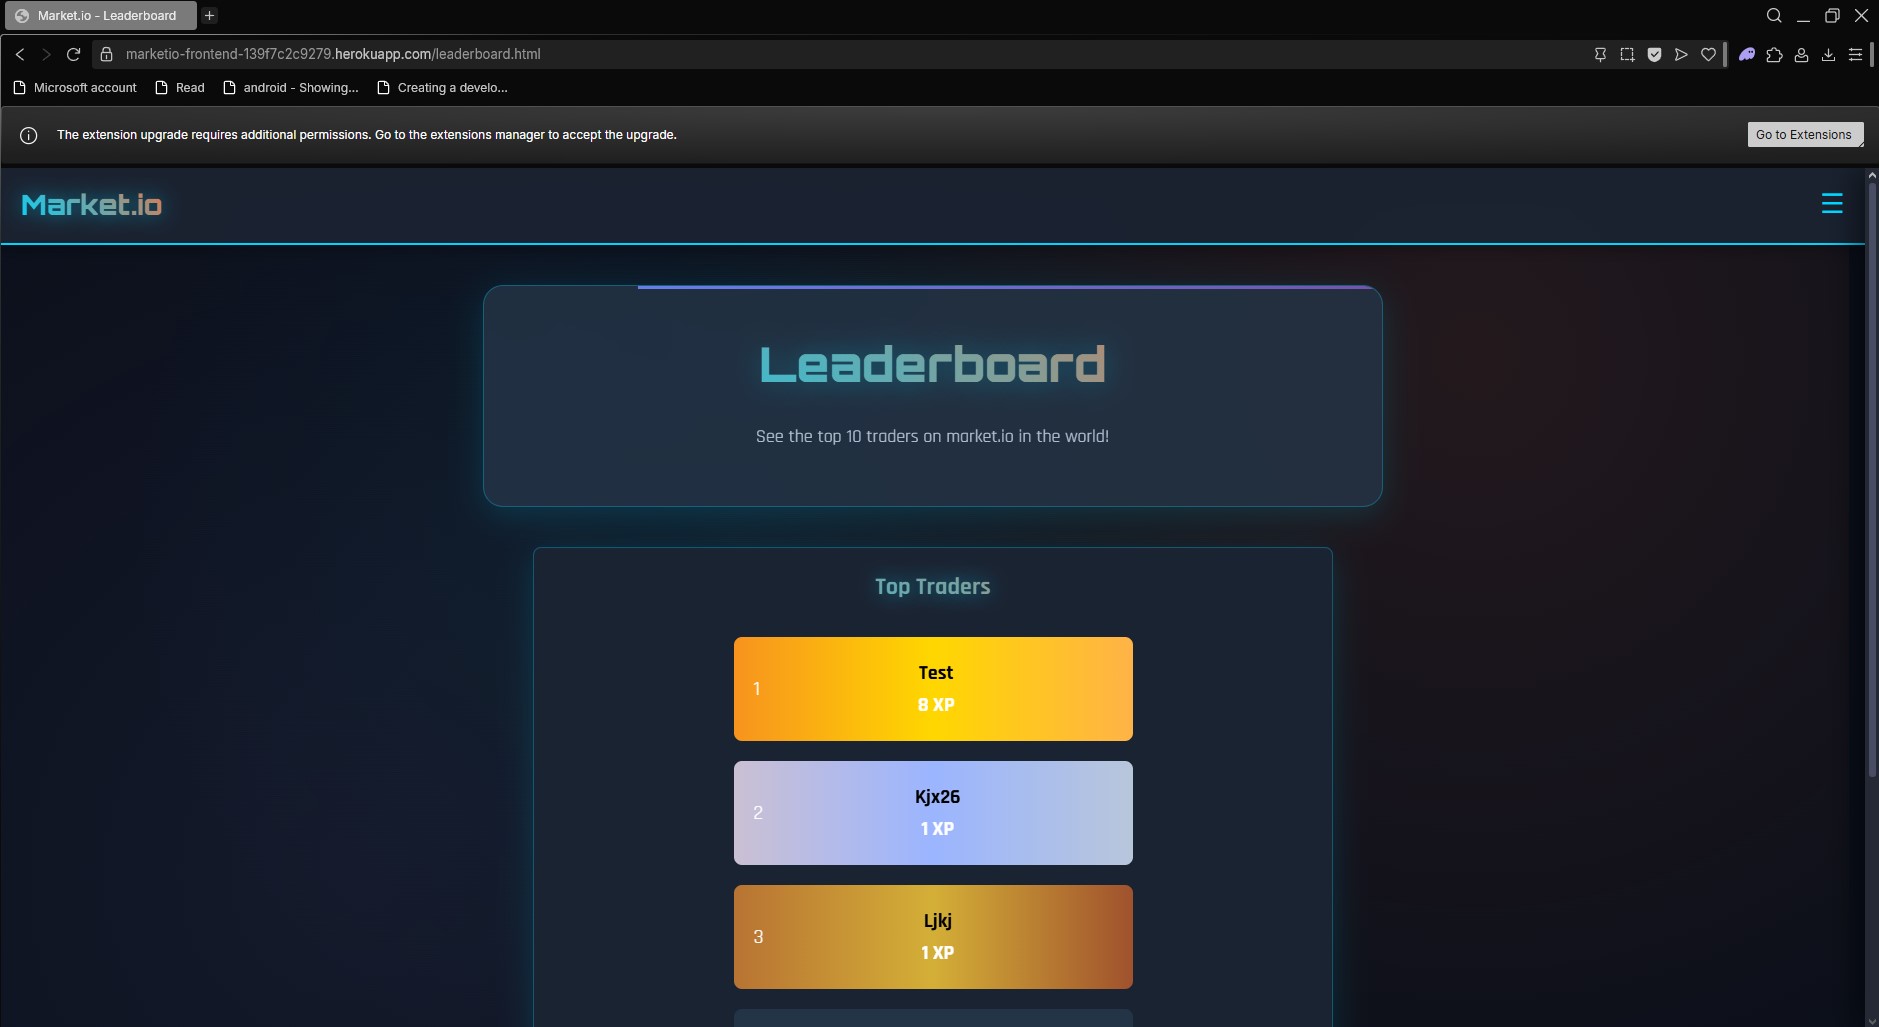 Market.io - Leaderboard
marketio-frontend-139f7c2c9279.herokuapp.com/leaderboard.html
Microsoft account Read android - Showing... Creating a develo...
The extension upgrade requires additional permissions. Go to the extensions manager to accept the upgrade. Go to Extensions
Market.io
Leaderboard
See the top 10 traders on market.io in the world!
Top Traders
Test
1
8 XP
Kjx26
2
1 XP
Ljkj
3
1 XP